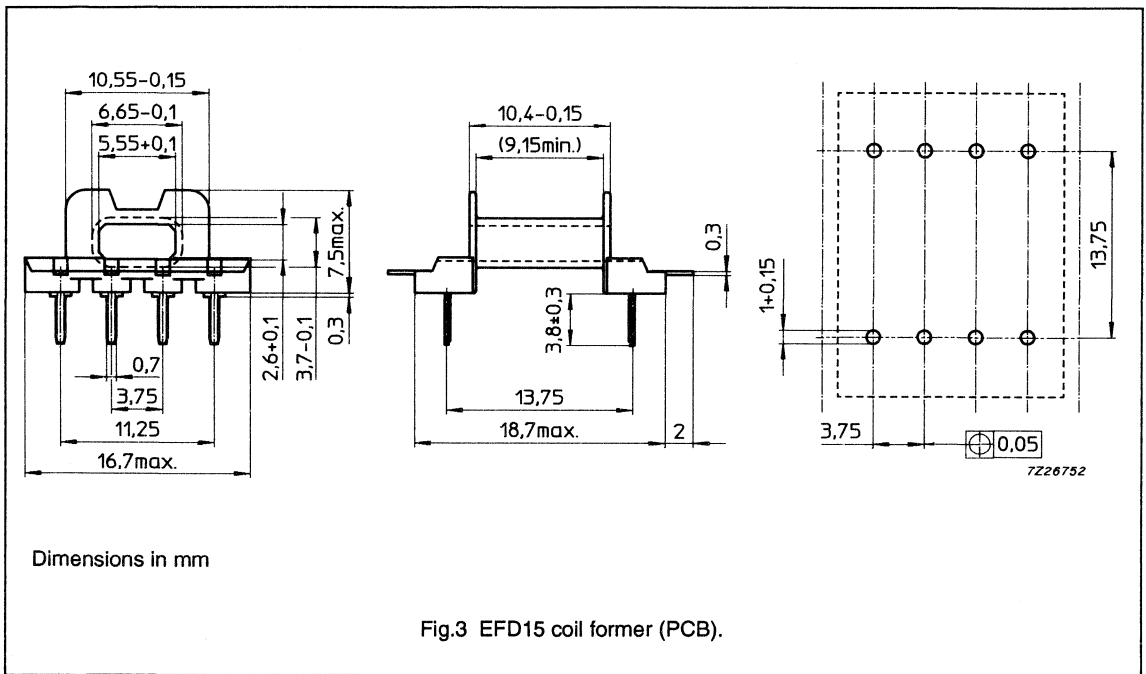 10,55-0,15
6,65-0,1
5,55+0,1
7,5max.
2,6+0,1
3,7-0,1
0,3
0,7
3,75
11,25
16,7max.
10,4-0,15
(9,15min.)
0,3
3,8±0,3
13,75
18,7max.
2
1+0,15
13,75
3,75
0,05
7Z26752
Dimensions in mm
Fig.3 EFD15 coil former (PCB).